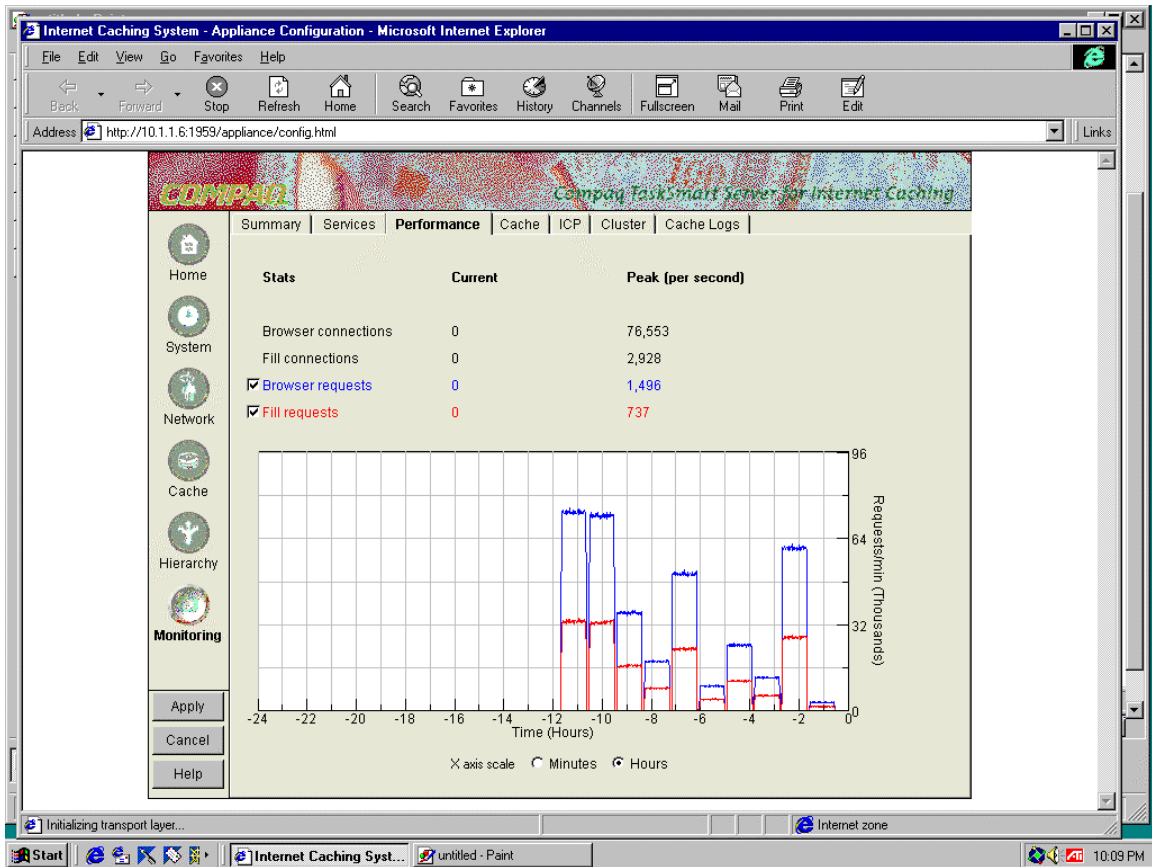 Internet Caching System - Appliance Configuration - Microsoft Internet Explorer
File Edit View Go Favorites Help
Back Forward Stop Refresh Home Search Favorites History Channels Fullscreen Mail Print Edit
Address http://10.1.1.6:1959/appliance/config.html Links
COMPAQ Compaq TaskSmart Server for Internet Caching
Summary Services Performance Cache ICP Cluster Cache Logs
Home
System
Network
Cache
Hierarchy
Monitoring
Apply
Cancel
Help
Stats Current Peak (per second)
Browser connections 0 76,553
Fill connections 0 2,928
Browser requests 0 1,496
Fill requests 0 737
96
64
32
0
Requests/min (Thousands)
-24 -22 -20 -18 -16 -14 -12 -10 -8 -6 -4 -2 0
Time (Hours)
X axis scale Minutes Hours
Initializing transport layer... Internet zone
Start Internet Caching Syst... untitled - Paint 10:09 PM